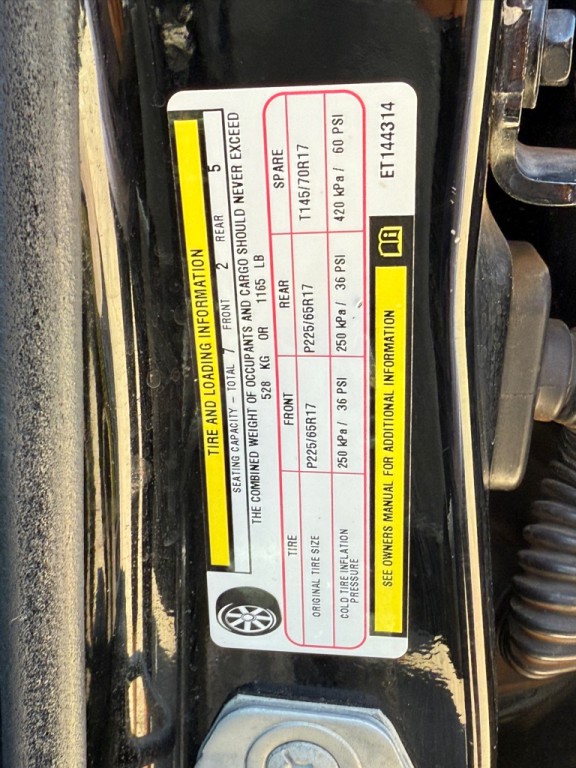 TIRE AND LOADING INFORMATION
SEATING CAPACITY - TOTAL 7 FRONT 2 REAR 5
THE COMBINED WEIGHT OF OCCUPANTS AND CARGO SHOULD NEVER EXCEED
528 KG OR 1165 LB
TIRE FRONT REAR SPARE
ORIGINAL TIRE SIZE P225/65R17 P225/65R17 T145/70R17
COLD TIRE INFLATION
PRESSURE 250 kPa/ 36 PSI 250 kPa/ 36 PSI 420 kPa/ 60 PSI
SEE OWNERS MANUAL FOR ADDITIONAL INFORMATION
ET144314